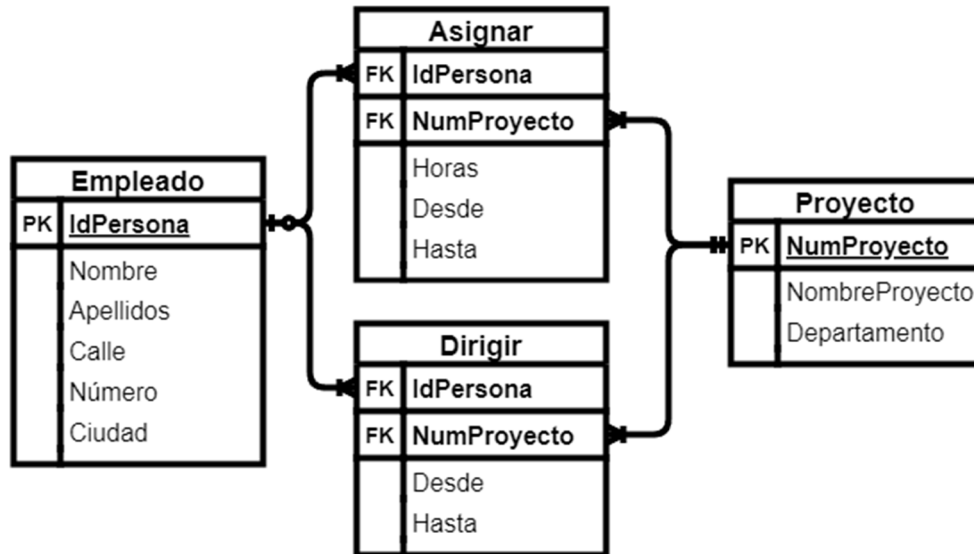 Asignar
FK IdPersona
FK NumProyecto
Horas
Desde
Hasta
Empleado
PK IdPersona
Nombre
Apellidos
Calle
Número
Ciudad
Proyecto
PK NumProyecto
NombreProyecto
Departamento
Dirigir
FK IdPersona
FK NumProyecto
Desde
Hasta